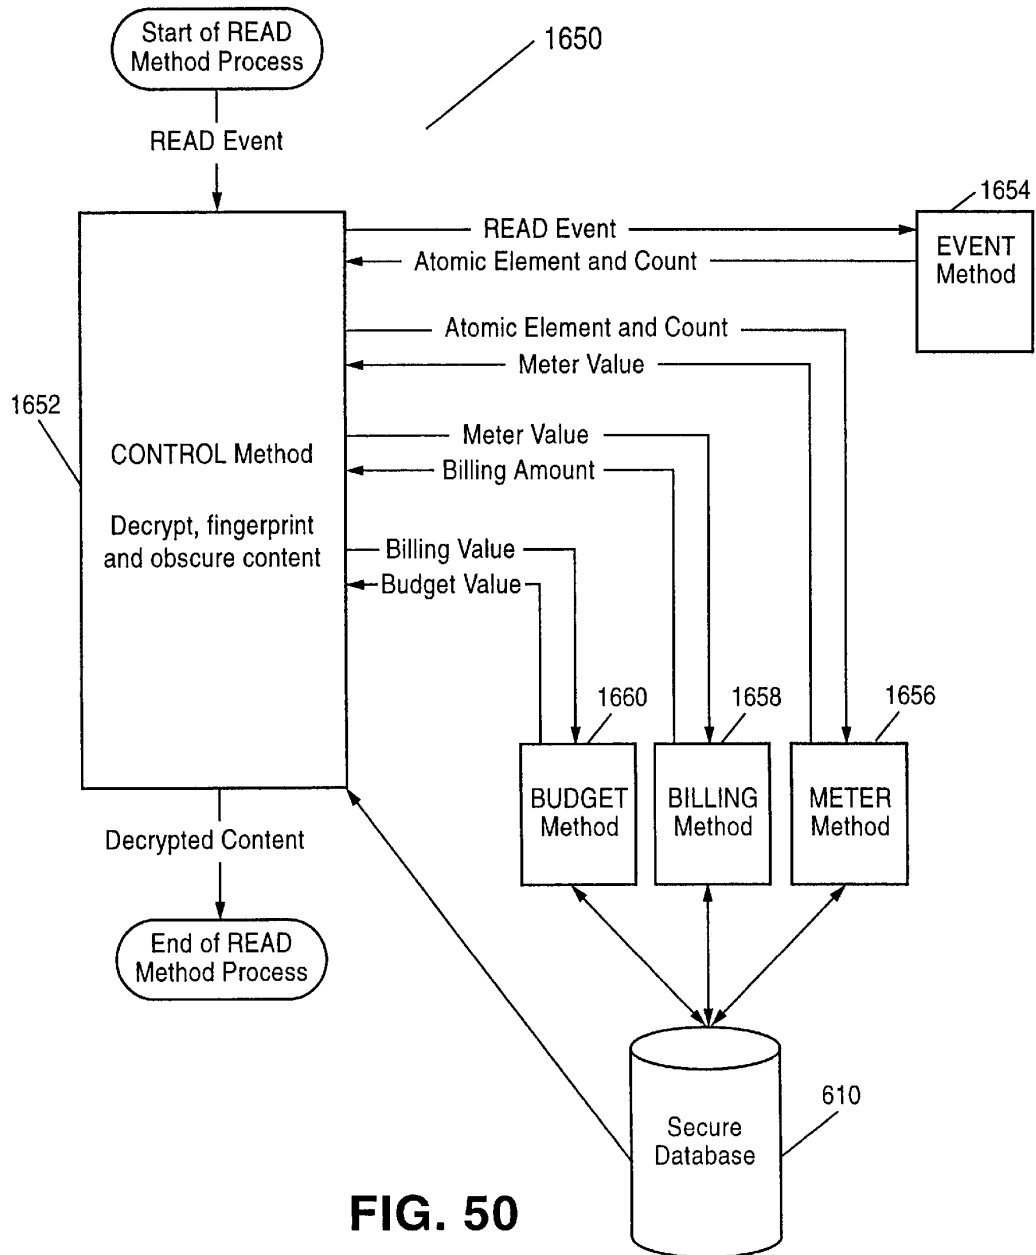 Start of READ
Method Process
1650
READ Event
1654
READ Event
EVENT
Method
Atomic Element and Count
Atomic Element and Count
Meter Value
1652
CONTROL Method
Decrypt, fingerprint
and obscure content
Meter Value
Billing Amount
Billing Value
Budget Value
1660
1658
1656
BUDGET
Method
BILLING
Method
METER
Method
Decrypted Content
End of READ
Method Process
610
Secure
Database
FIG. 50